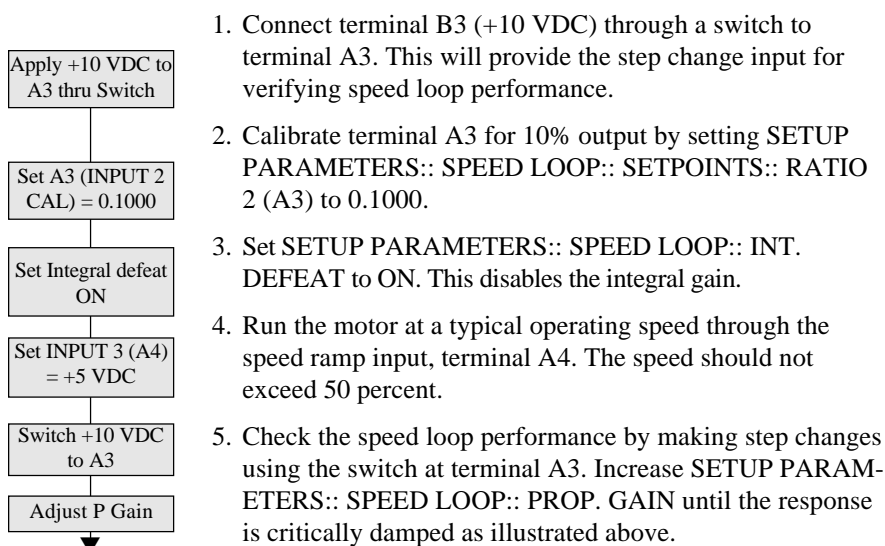 Apply +10 VDC to
A3 thru Switch
Set A3 (INPUT 2
CAL) = 0.1000
Set Integral defeat
ON
Set INPUT 3 (A4)
= +5 VDC
Switch +10 VDC
to A3
Adjust P Gain
1. Connect terminal B3 (+10 VDC) through a switch to
terminal A3. This will provide the step change input for
verifying speed loop performance.
2. Calibrate terminal A3 for 10% output by setting SETUP
PARAMETERS:: SPEED LOOP:: SETPOINTS:: RATIO
2 (A3) to 0.1000.
3. Set SETUP PARAMETERS:: SPEED LOOP:: INT.
DEFEAT to ON. This disables the integral gain.
4. Run the motor at a typical operating speed through the
speed ramp input, terminal A4. The speed should not
exceed 50 percent.
5. Check the speed loop performance by making step changes
using the switch at terminal A3. Increase SETUP PARAM-
ETERS:: SPEED LOOP:: PROP. GAIN until the response
is critically damped as illustrated above.